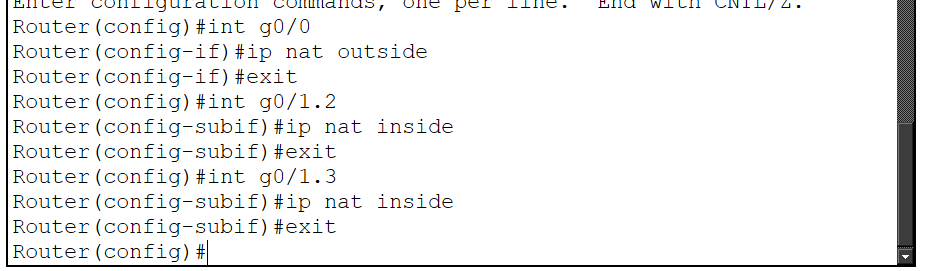 Enter configuration commands, one per line.  End with CNTL/Z.
Router(config)#int g0/0
Router(config-if)#ip nat outside
Router(config-if)#exit
Router(config)#int g0/1.2
Router(config-subif)#ip nat inside
Router(config-subif)#exit
Router(config)#int g0/1.3
Router(config-subif)#ip nat inside
Router(config-subif)#exit
Router(config)#